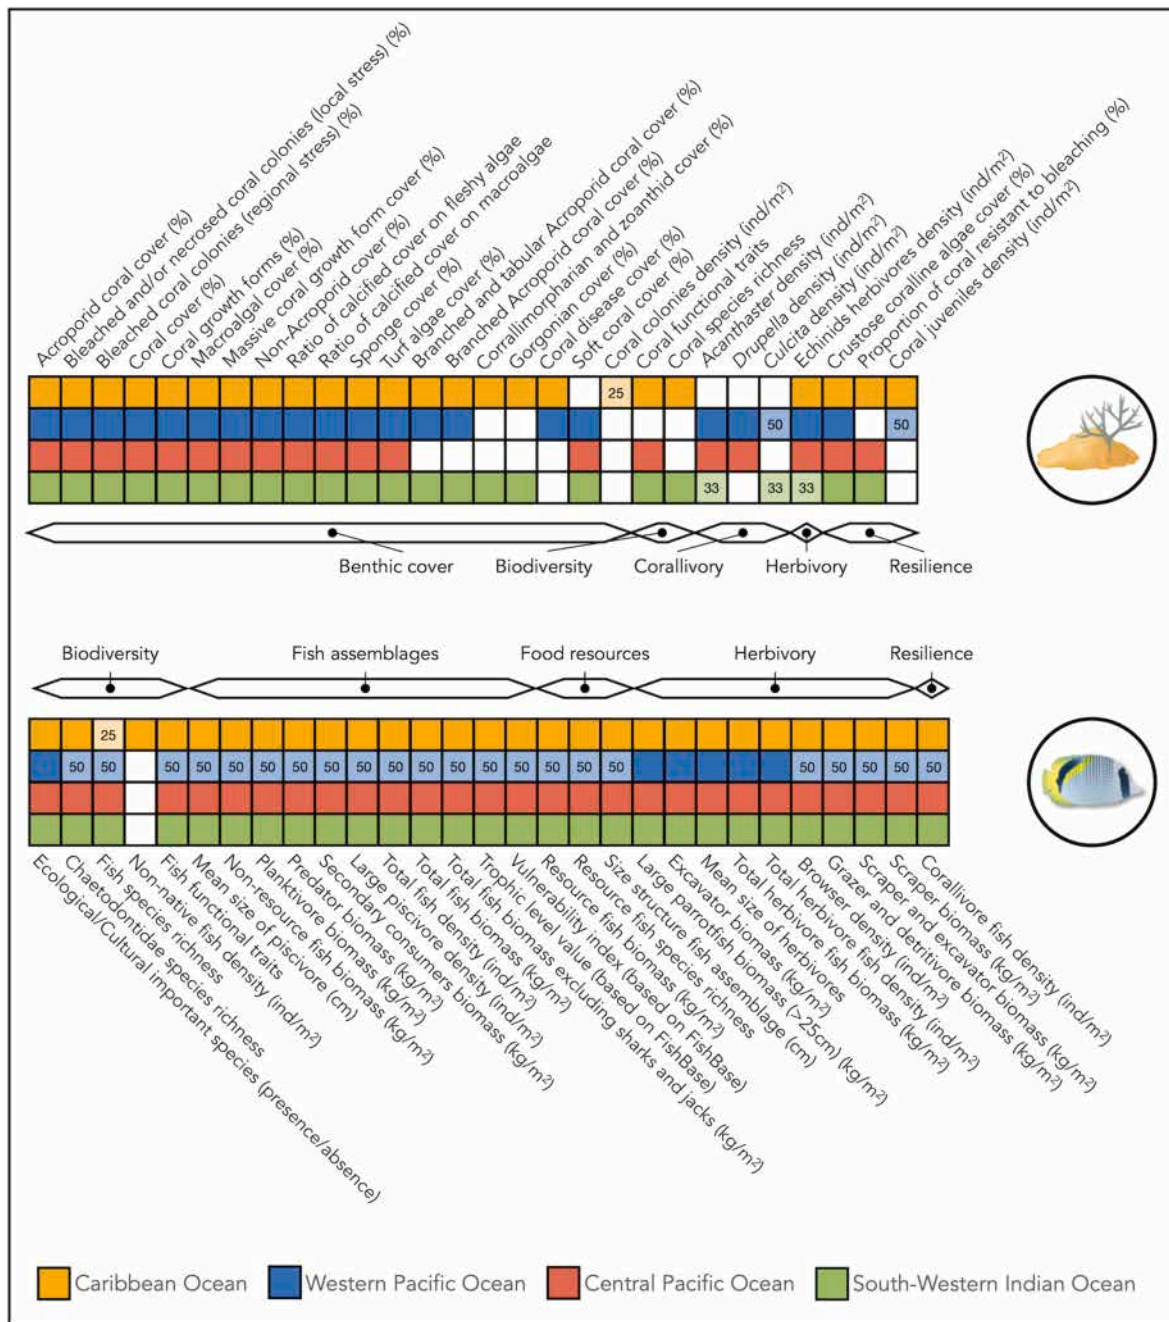 Acroporid coral cover (%)
Bleached and/or necrosed coral colonies (local stress) (%)
Bleached coral colonies (regional stress) (%)
Coral cover (%)
Coral growth forms (%)
Macroalgal cover (%)
Massive coral growth form cover (%)
Non-Acroporid cover (%)
Ratio of calcified cover on fleshy algae
Ratio of calcified cover on macroalgae
Sponge cover (%)
Turf algae cover (%)
Branched and tabular Acroporid coral cover (%)
Branched Acroporid coral cover (%)
Corrallimorpharian and zoanthid cover (%)
Gorgonian cover (%)
Coral disease cover (%)
Soft coral cover (%)
Coral colonies density (ind/m²)
Coral functional traits
Coral species richness
Acanthaster density (ind/m²)
Drupella density (ind/m²)
Culcita density (ind/m²)
Echinids herbivores density (ind/m²)
Crustose coralline algae cover (%)
Proportion of coral resistant to bleaching (%)
Coral juveniles density (ind/m²)
25
50 50
33 33 33
Benthic cover Biodiversity Corallivory Herbivory Resilience
Biodiversity Fish assemblages Food resources Herbivory Resilience
25
50 50 50 50 50 50 50 50 50 50 50 50 50 50 50 50 50 50 50 50 50 50
Ecological/Cultural important species (presence/absence)
Chaetodontidae species richness
Fish species richness
Non-native fish density (ind/m²)
Fish functional traits
Mean size of piscivore (cm)
Non-resource fish biomass (kg/m²)
Planktivore biomass (kg/m²)
Predator biomass (kg/m²)
Secondary consumers biomass (kg/m²)
Large piscivore density (ind/m²)
Total fish density (ind/m²)
Total fish biomass (kg/m²)
Total fish biomass excluding sharks and jacks (kg/m²)
Trophic level value (based on FishBase)
Vulnerability index (based on FishBase)
Resource fish biomass (kg/m²)
Resource fish species richness
Size structure fish assemblage (cm)
Large parrotfish biomass (>25cm) (kg/m²)
Excavator biomass (kg/m²)
Mean size of herbivores
Total herbivore fish biomass (kg/m²)
Total herbivore fish density (ind/m²)
Browser density (ind/m²)
Grazer and detritivore biomass (kg/m²)
Scraper and excavator biomass (kg/m²)
Scraper biomass (kg/m²)
Corallivore fish density (ind/m²)
Caribbean Ocean Western Pacific Ocean Central Pacific Ocean South-Western Indian Ocean